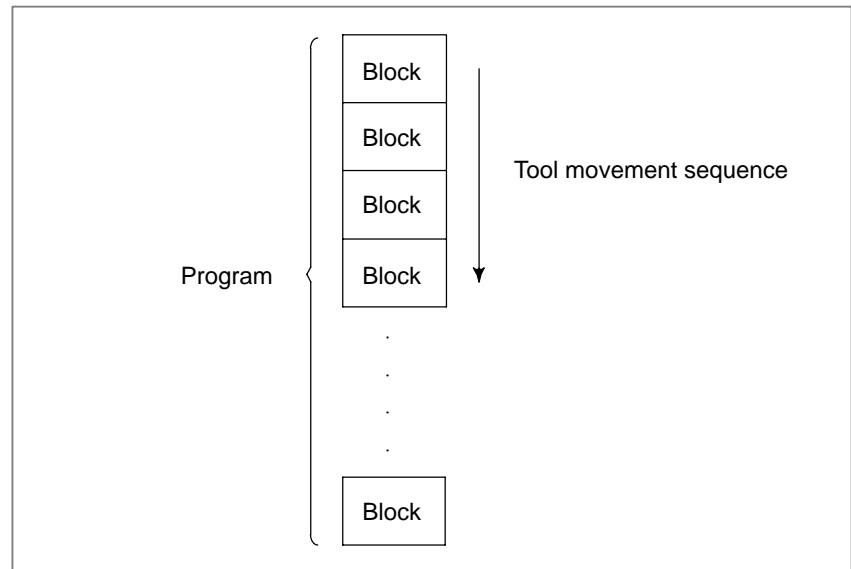 Block
Block
Tool movement sequence
Block
Program
Block
.
.
.
.
Block